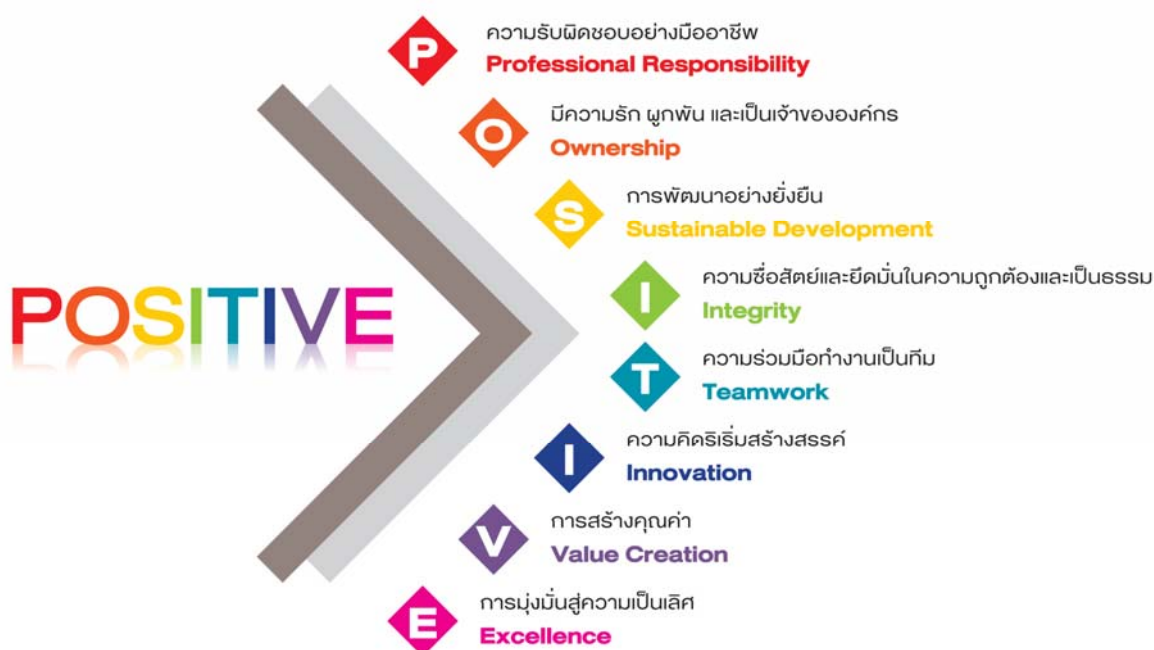 POSITIVE
P
ความรับผิดชอบอย่างมืออาชีพ
Professional Responsibility
O
มีความรัก ผูกพัน และเป็นเจ้าขององค์กร
Ownership
S
การพัฒนาอย่างยั่งยืน
Sustainable Development
I
ความซื่อสัตย์และยึดมั่นในความถูกต้องและเป็นธรรม
Integrity
T
ความร่วมมือทำงานเป็นทีม
Teamwork
I
ความคิดริเริ่มสร้างสรรค์
Innovation
V
การสร้างคุณค่า
Value Creation
E
การมุ่งมั่นสู่ความเป็นเลิศ
Excellence